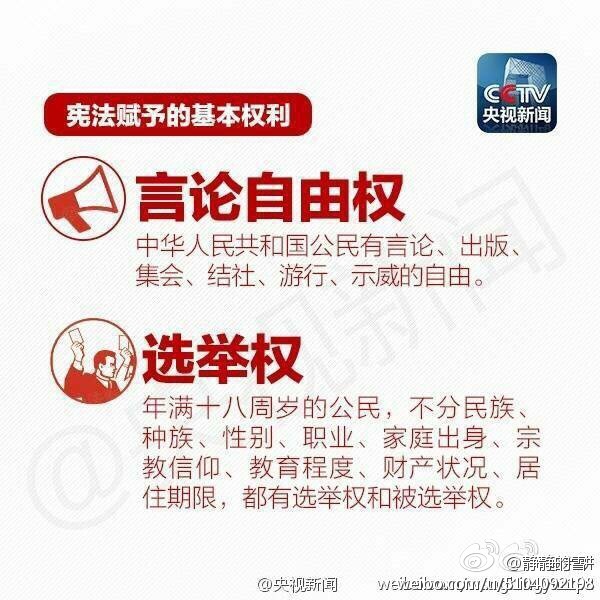 CCTV
央视新闻
宪法赋予的基本权利
言论自由权
中华人民共和国公民有言论、出版、
集会、结社、游行、示威的自由。
选举权
年满十八周岁的公民，不分民族、
种族、性别、职业、家庭出身、宗
教信仰、教育程度、财产状况、居
住期限，都有选举权和被选举权。
@央视新闻
@央视新闻